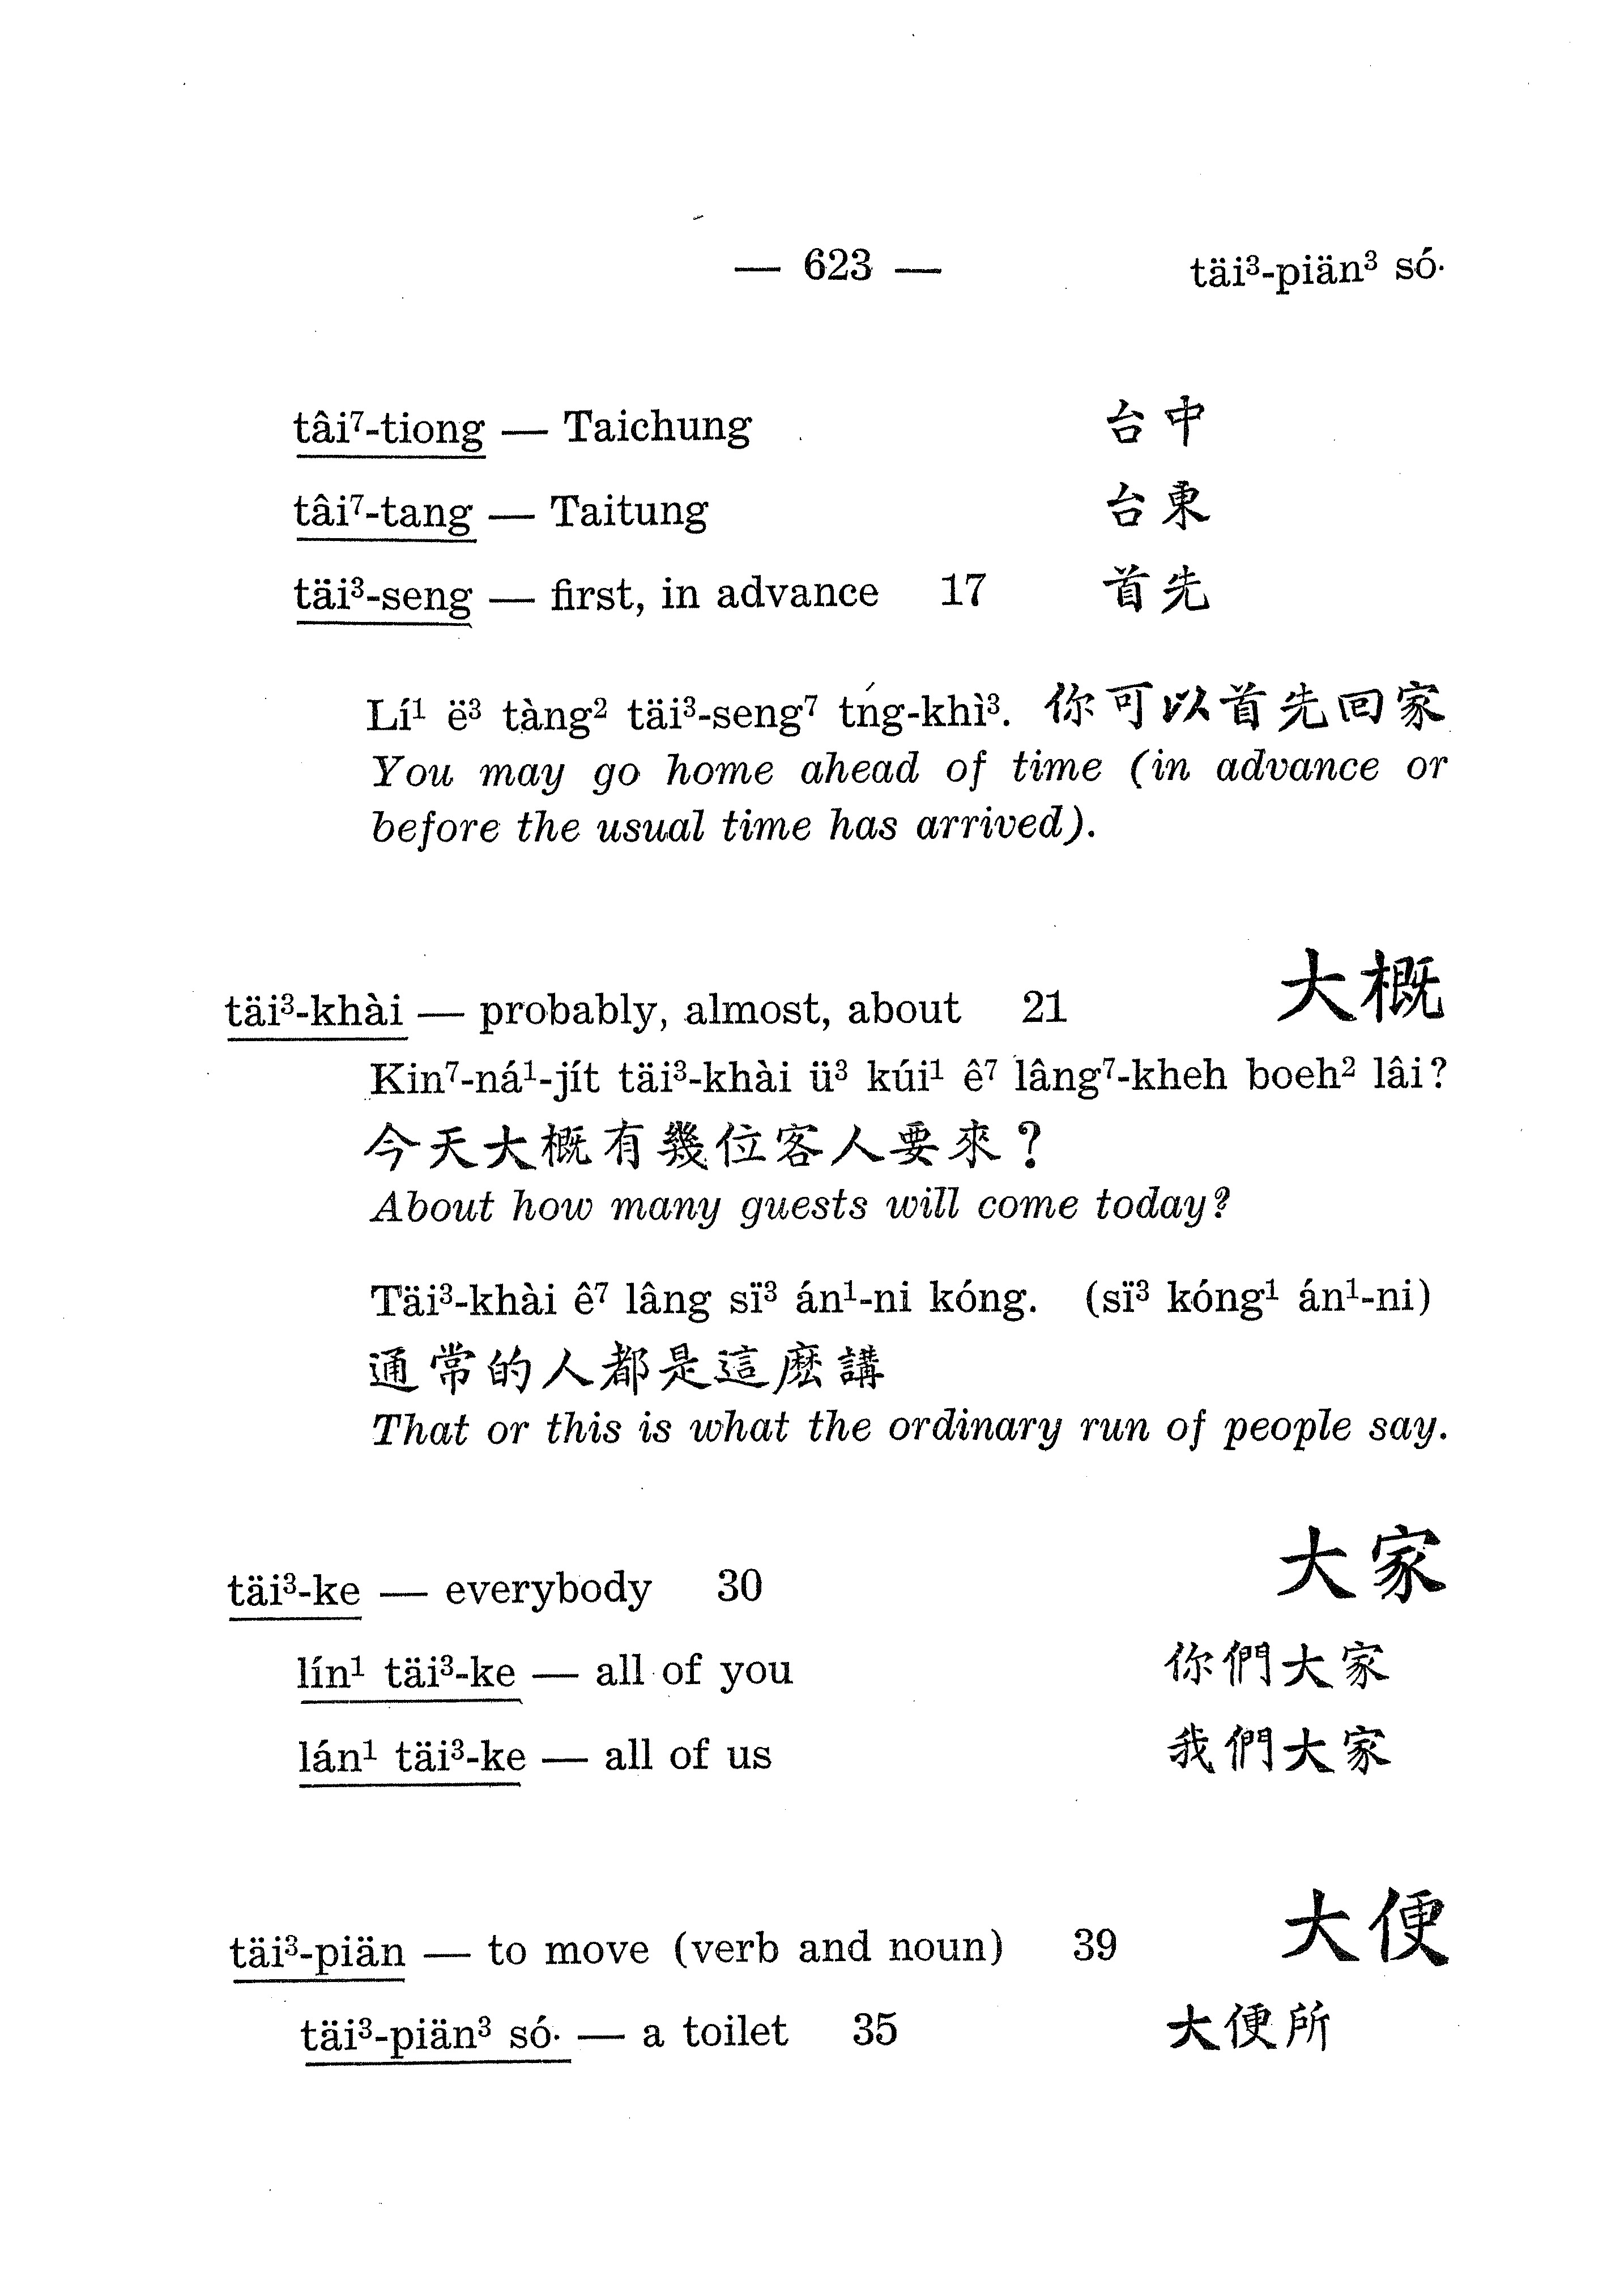 — 623 — täi³-piän³ só·
tâi⁷-tiong — Taichung 台中
tâi⁷-tang — Taitung 台東
täi³-seng — first, in advance 17 首先
Lí¹ ë³ tàng² täi³-seng⁷ tńg-khì³. 你可以首先回家
You may go home ahead of time (in advance or
before the usual time has arrived).
täi³-khài — probably, almost, about 21 大概
Kin⁷-ná¹-jít täi³-khài ü³ kúi¹ ê⁷ lâng⁷-kheh boeh² lâi?
今天大概有幾位客人要來?
About how many guests will come today?
Täi³-khài ê⁷ lâng sï³ án¹-ni kóng. (sï³ kóng¹ án¹-ni)
通常的人都是這麽講
That or this is what the ordinary run of people say.
täi³-ke — everybody 30 大家
lín¹ täi³-ke — all of you 你們大家
lán¹ täi³-ke — all of us 我們大家
täi³-piän — to move (verb and noun) 39 大便
täi³-piän³ só· — a toilet 35 大便所